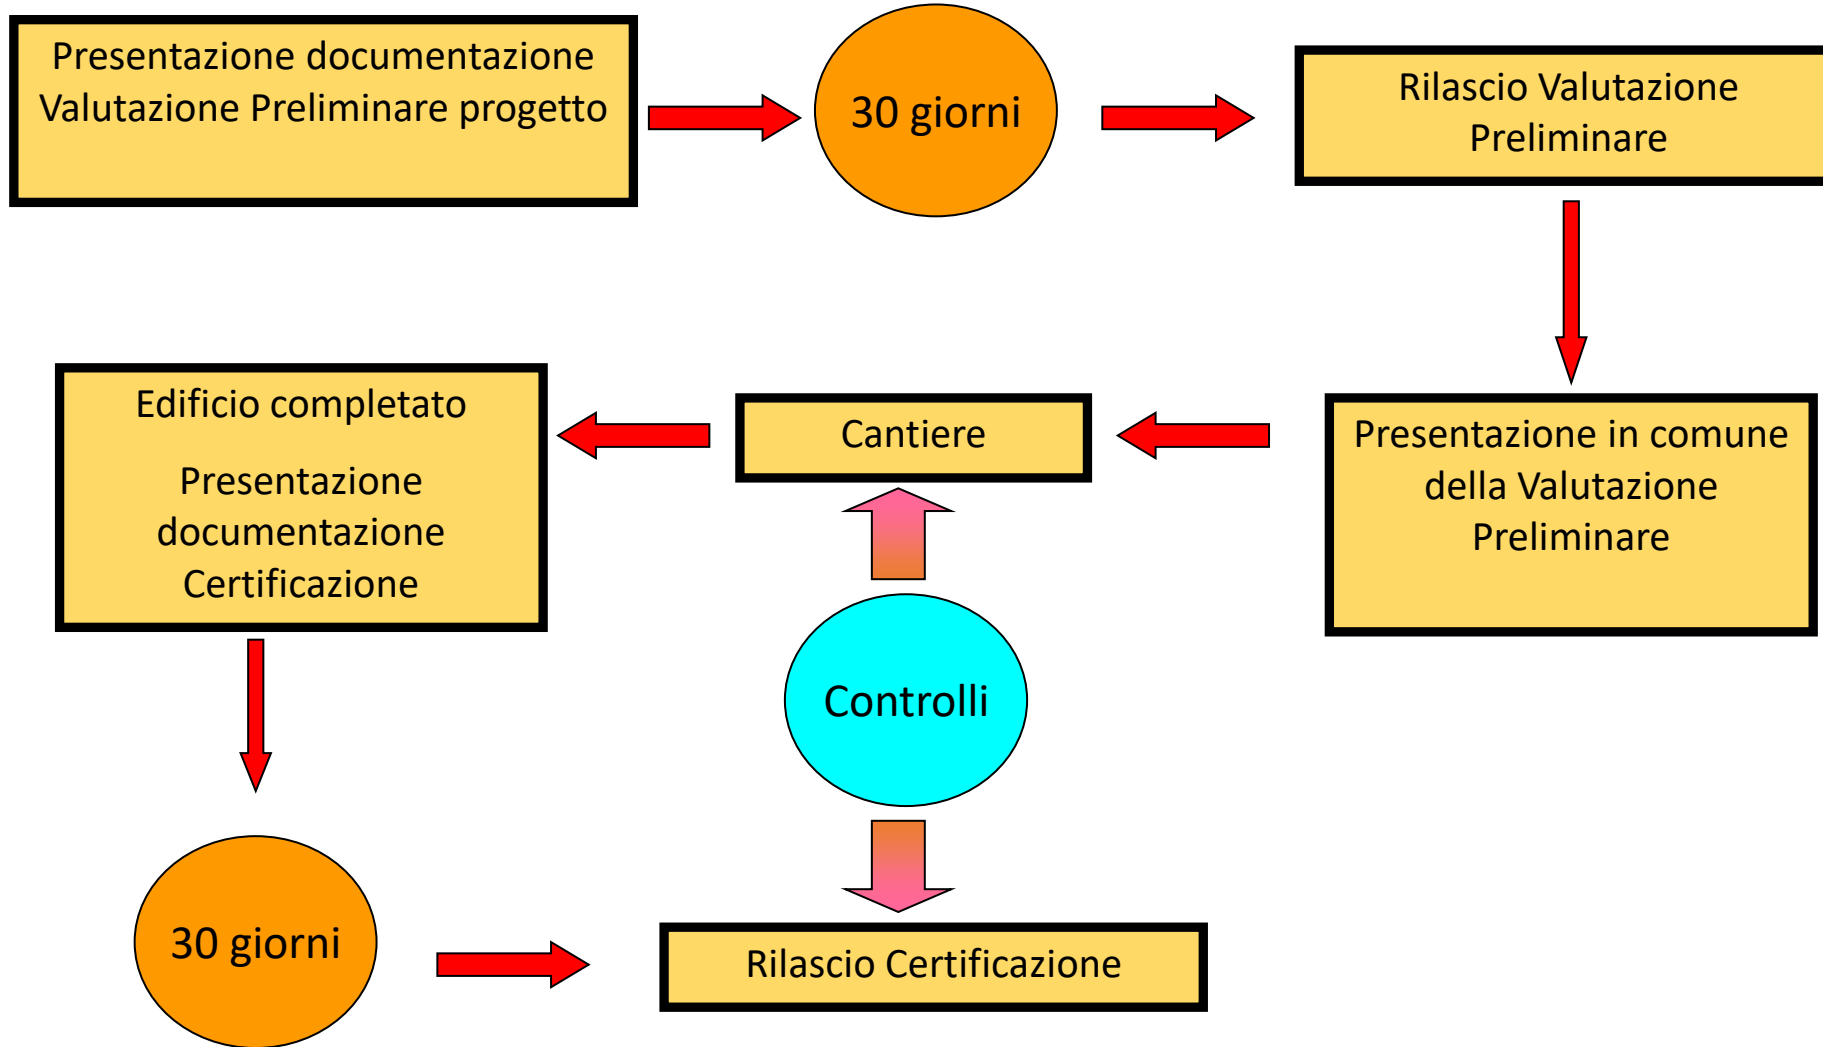 Presentazione documentazione
Valutazione Preliminare progetto
30 giorni
Rilascio Valutazione
Preliminare
Presentazione in comune
della Valutazione
Preliminare
Cantiere
Edificio completato
Presentazione
documentazione
Certificazione
Controlli
30 giorni
Rilascio Certificazione